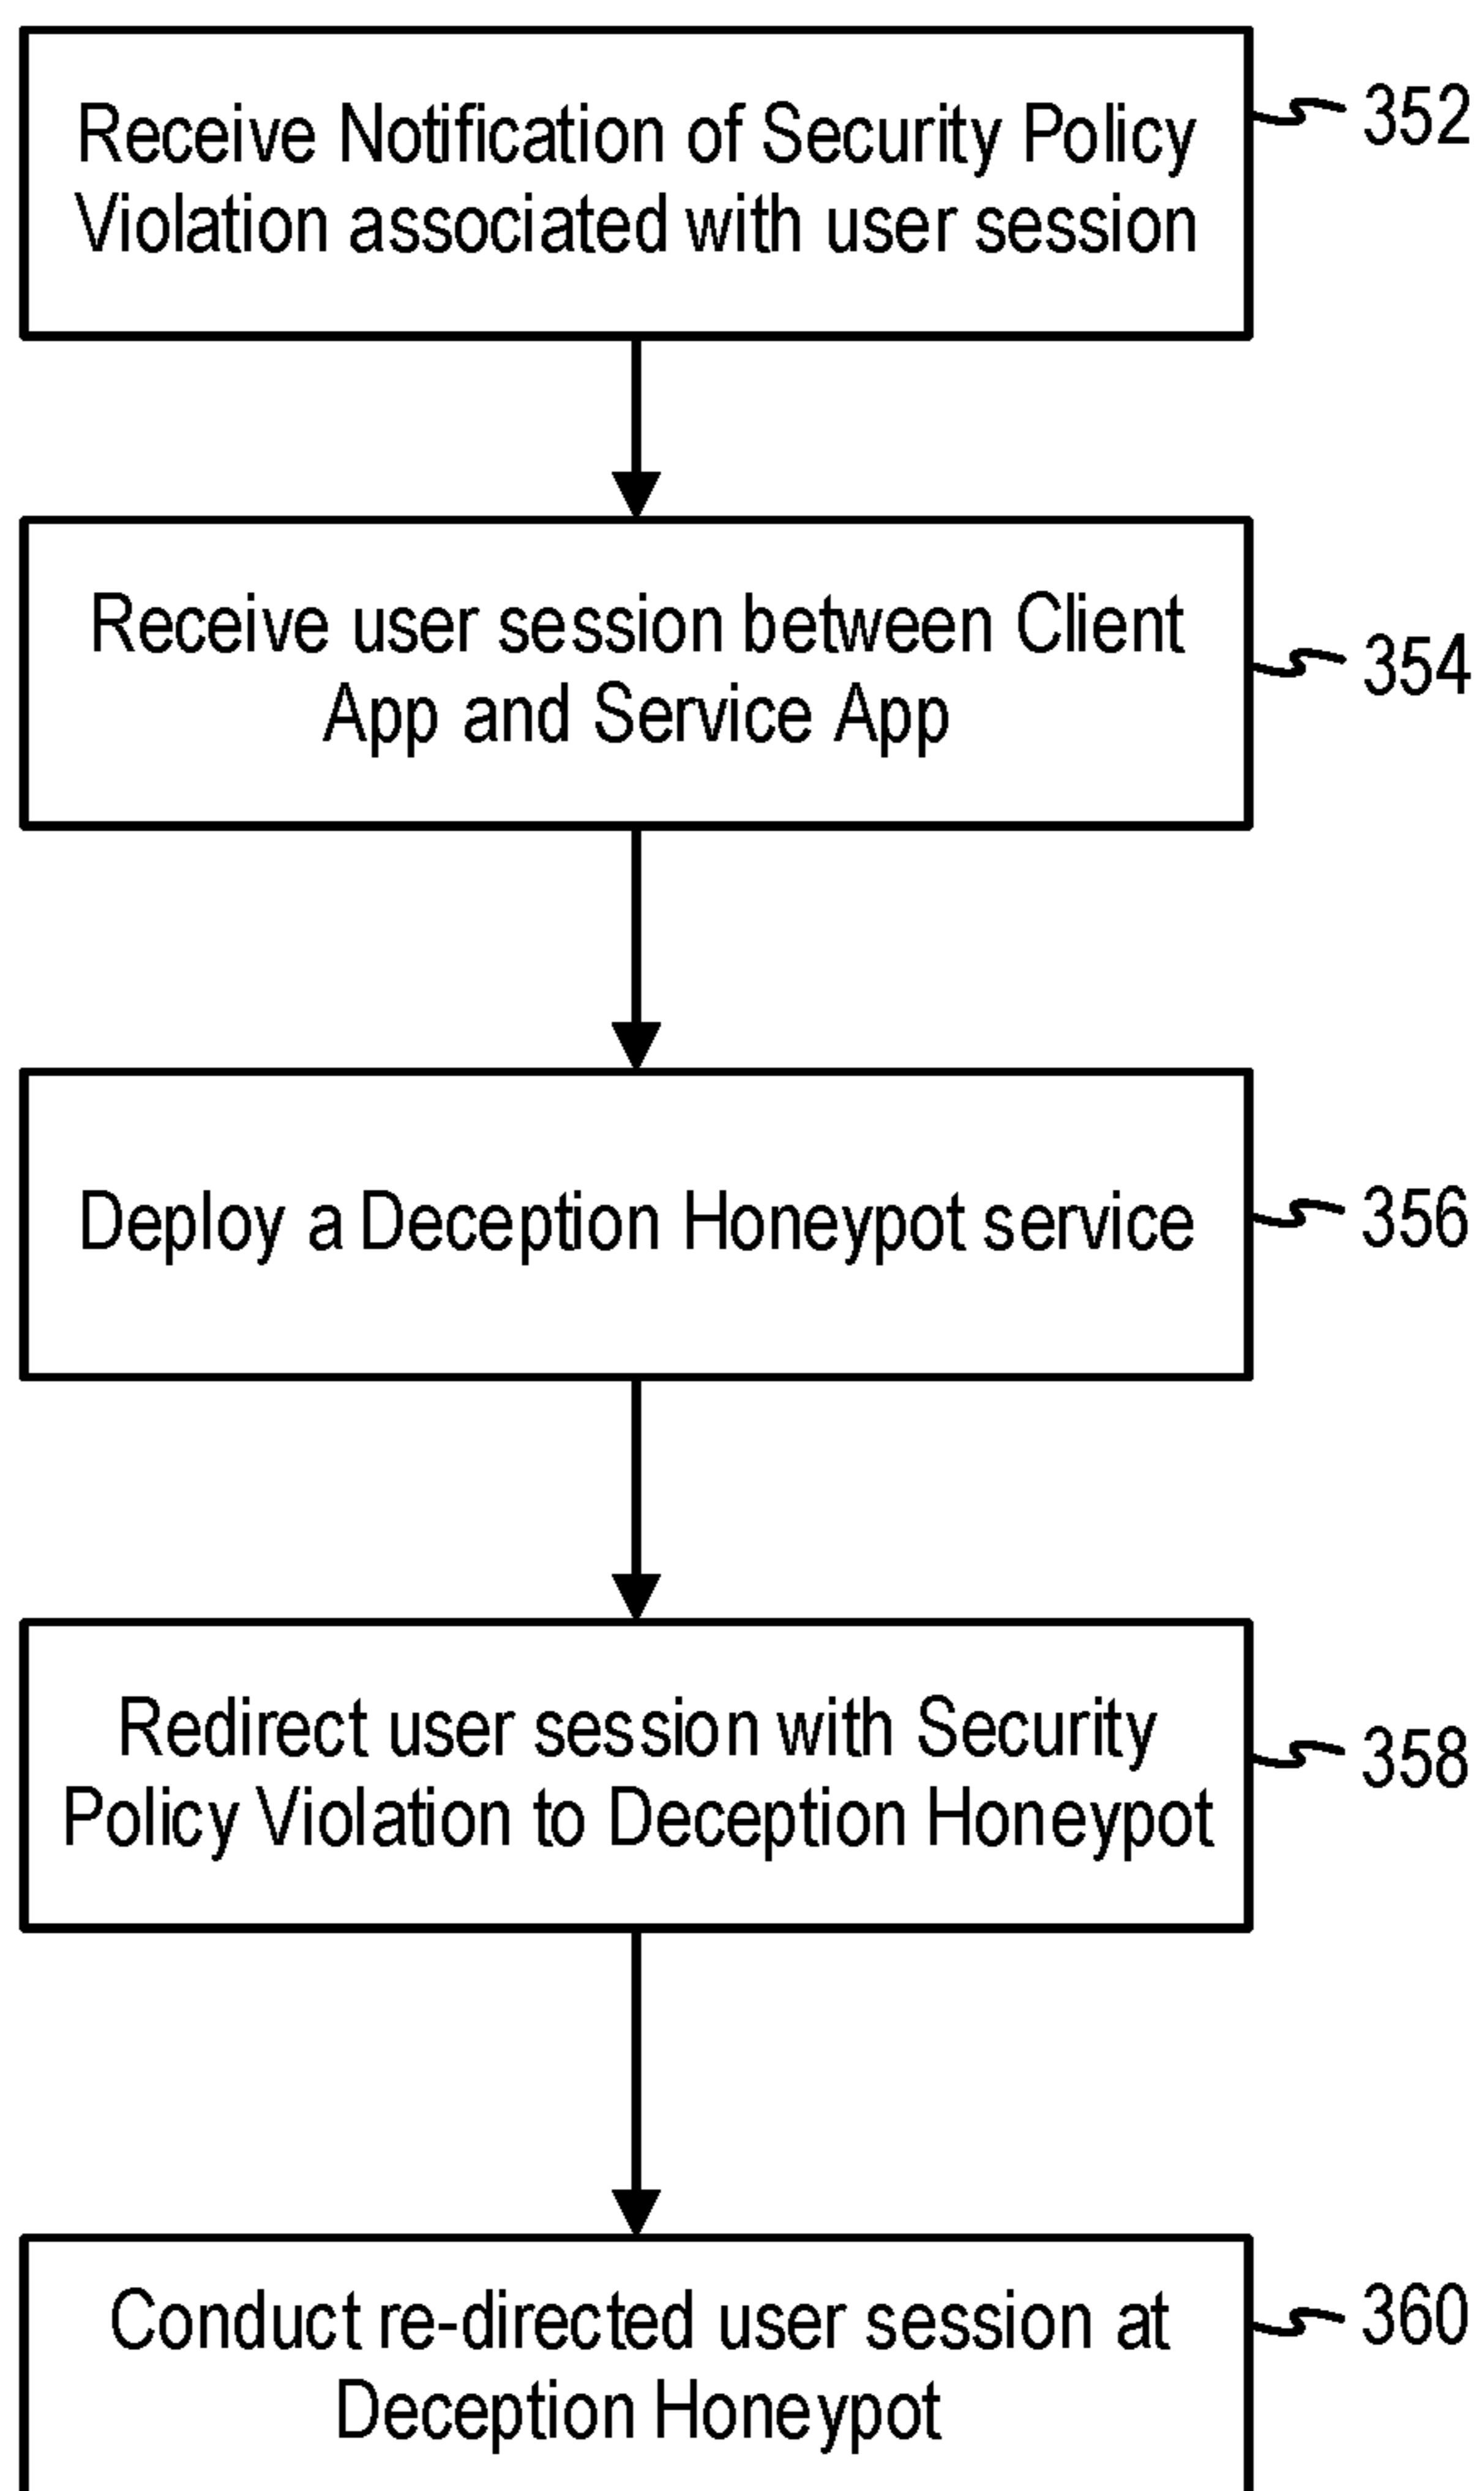 Receive Notification of Security Policy
Violation associated with user session
352
Receive user session between Client
App and Service App
354
Deploy a Deception Honeypot service
356
Redirect user session with Security
Policy Violation to Deception Honeypot
358
Conduct re-directed user session at
Deception Honeypot
360